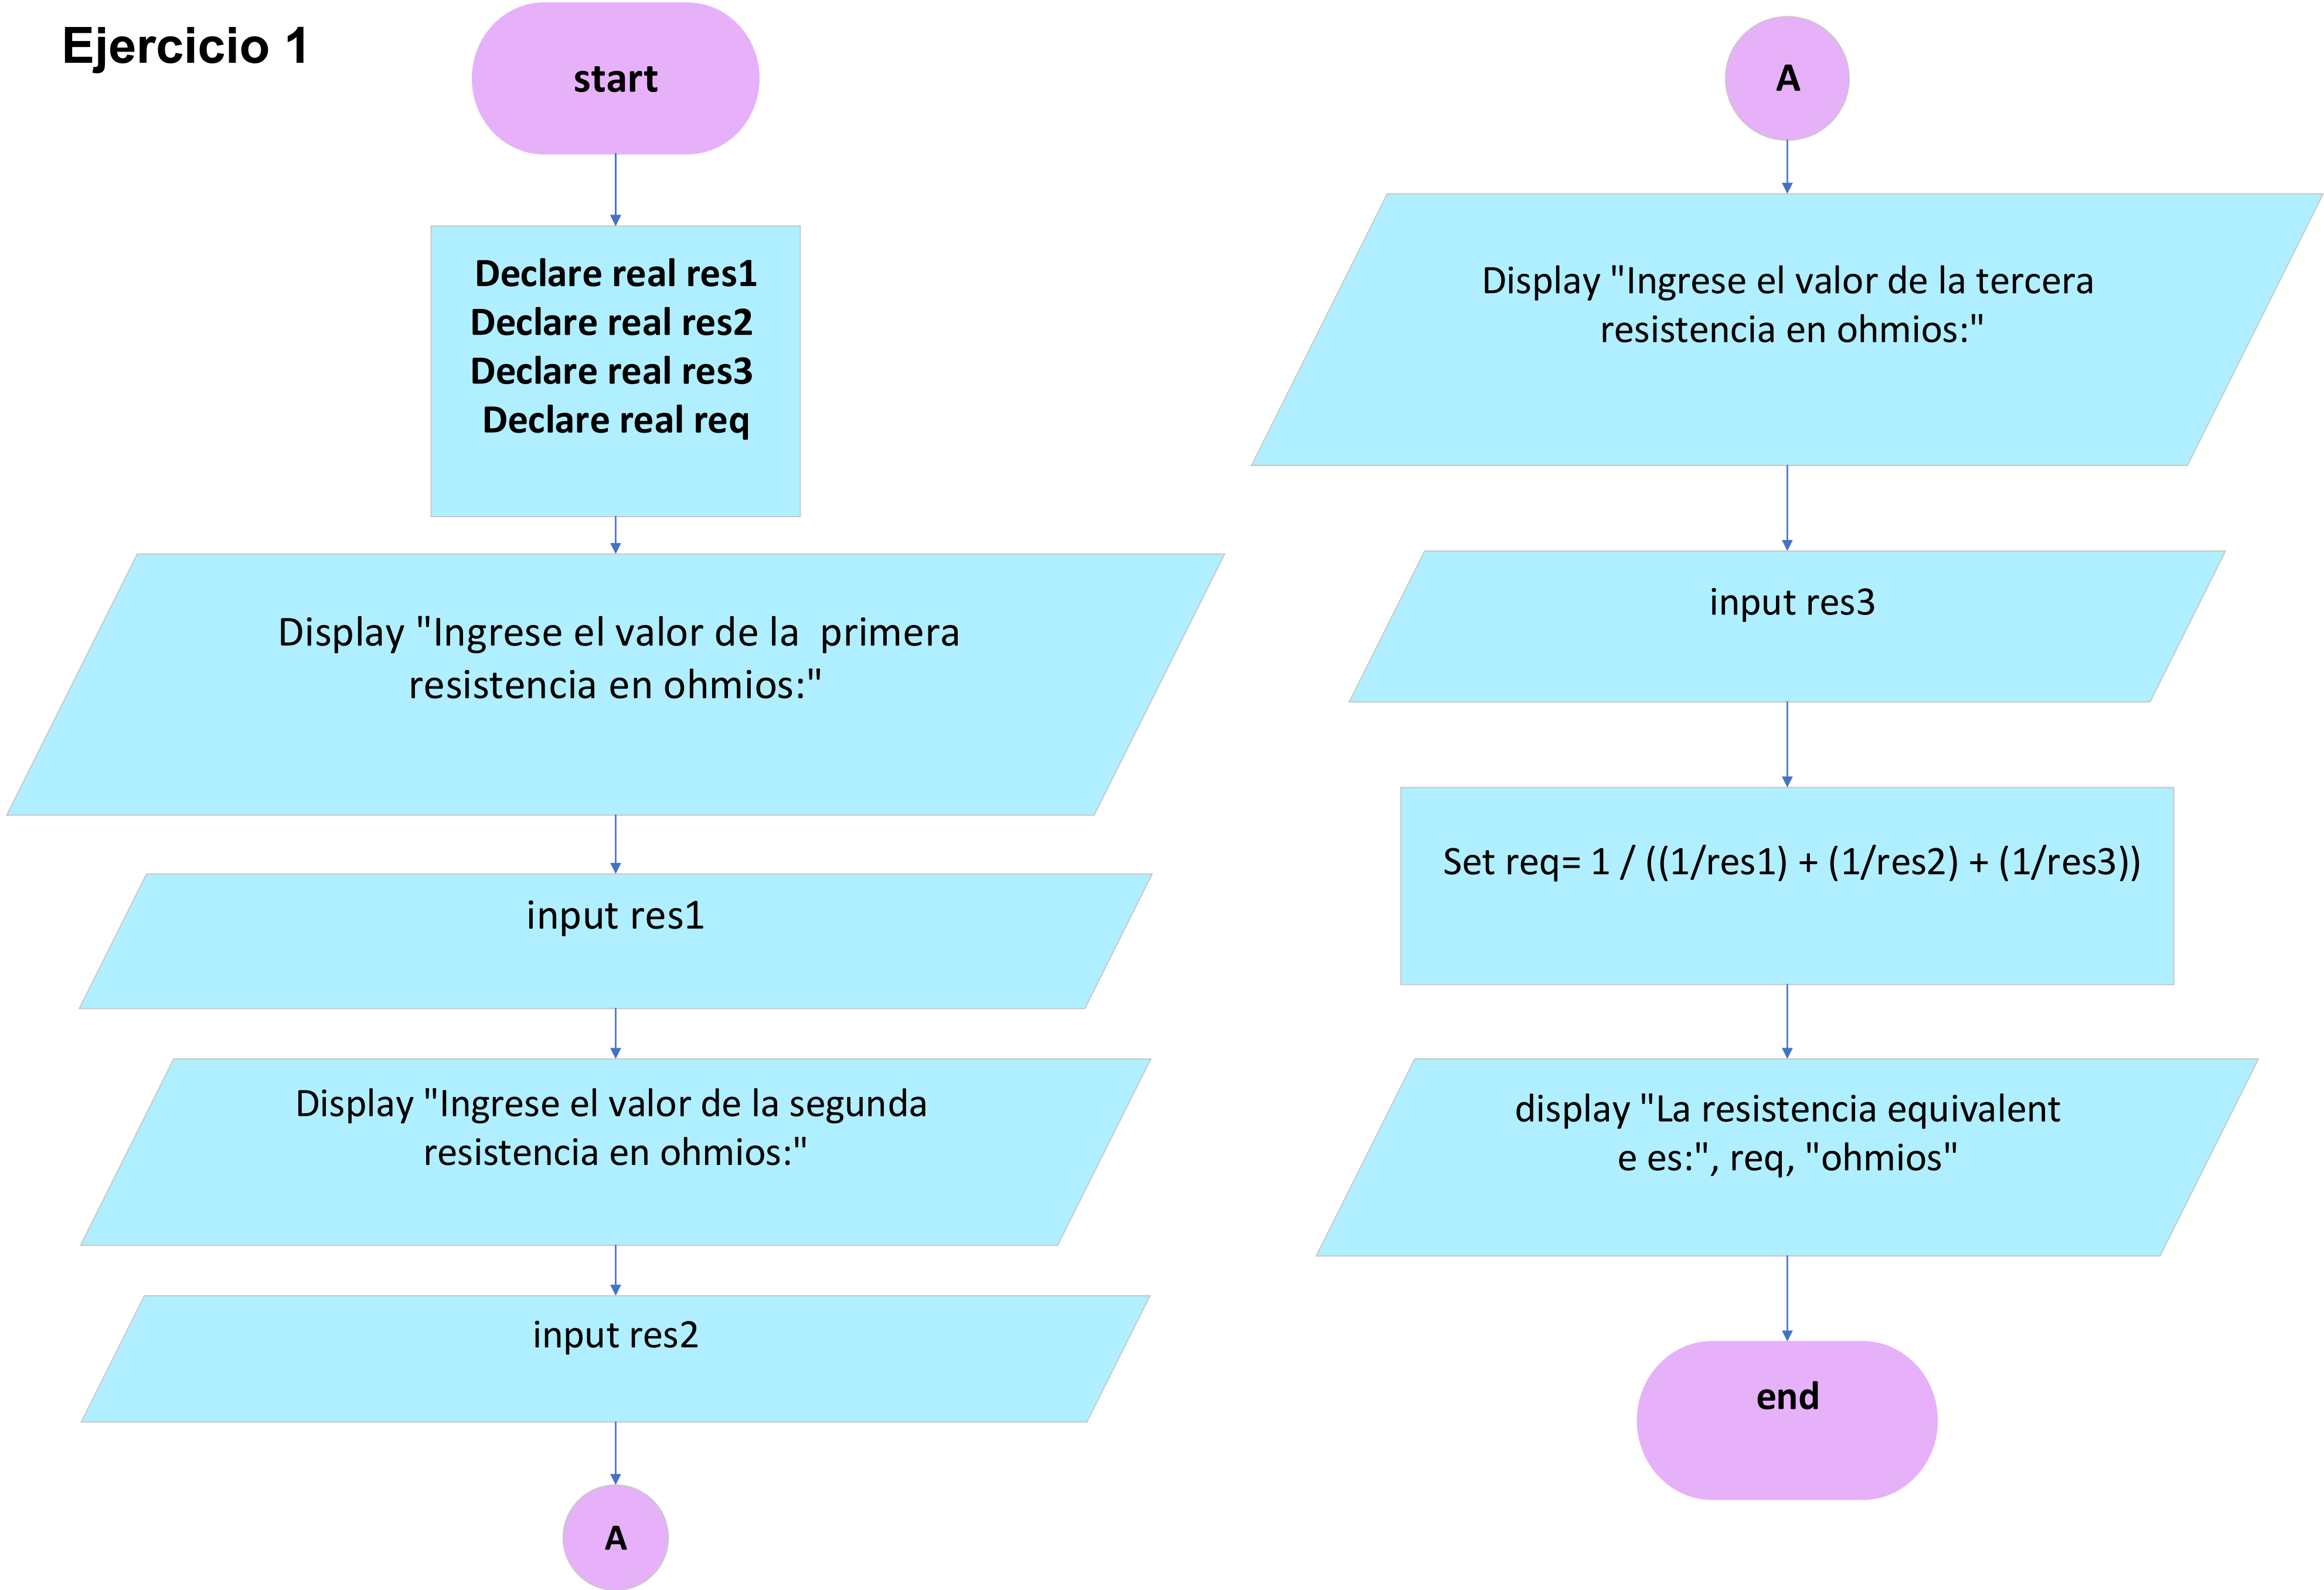 Ejercicio 1
start
Declare real res1
Declare real res2
Declare real res3
Declare real req
Display "Ingrese el valor de la  primera
resistencia en ohmios:"
input res1
Display "Ingrese el valor de la segunda
resistencia en ohmios:"
input res2
A
A
Display "Ingrese el valor de la tercera
resistencia en ohmios:"
input res3
Set req= 1 / ((1/res1) + (1/res2) + (1/res3))
display "La resistencia equivalent
e es:", req, "ohmios"
end